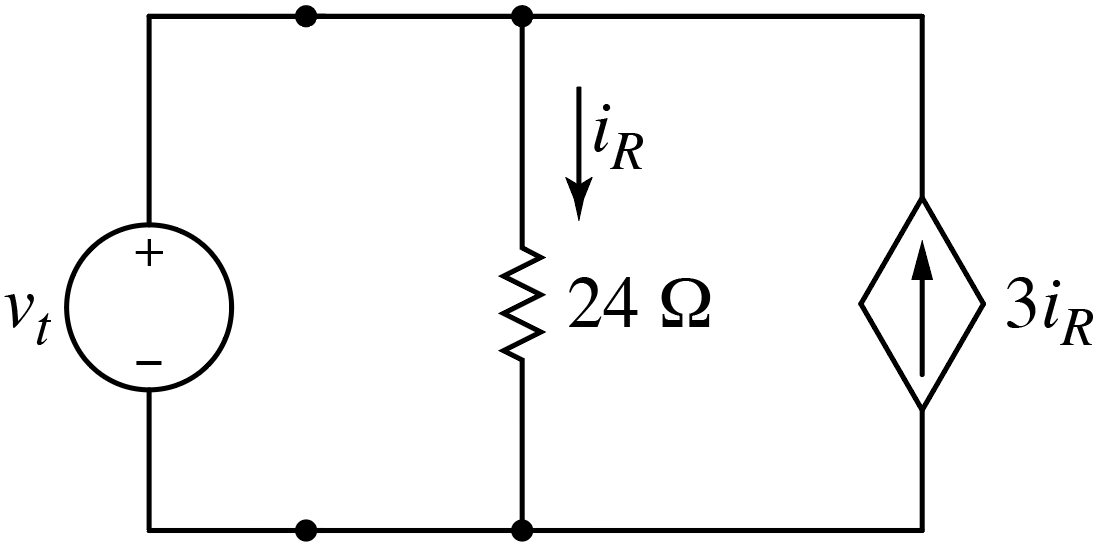 i_R
+
v_t
24 Ω
3i_R
−